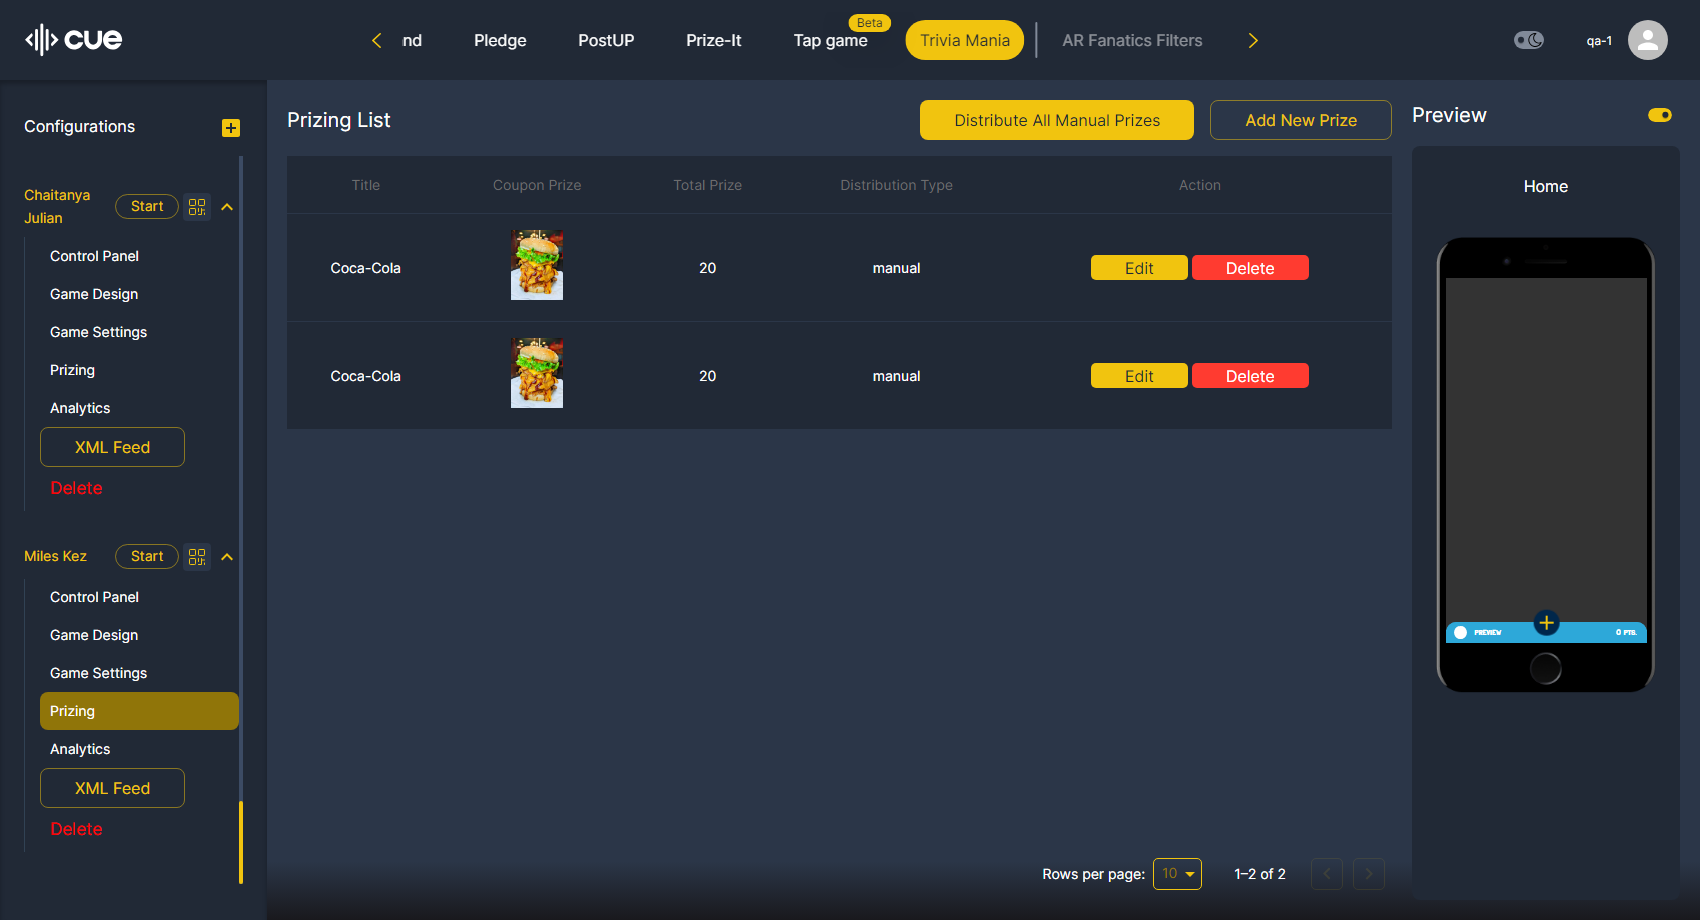 cue
nd
Pledge
PostUP
Prize-It
Tap game
Beta
Trivia Mania
AR Fanatics Filters
qa-1
Configurations
Chaitanya
Julian
Start
Control Panel
Game Design
Game Settings
Prizing
Analytics
XML Feed
Delete
Miles Kez
Start
Control Panel
Game Design
Game Settings
Prizing
Analytics
XML Feed
Delete
Prizing List
Distribute All Manual Prizes
Add New Prize
Title Coupon Prize Total Prize Distribution Type Action
Coca-Cola 20 manual Edit Delete
Coca-Cola 20 manual Edit Delete
Rows per page: 10 1–2 of 2
Preview
Home
PREVIEW
0 PTS.